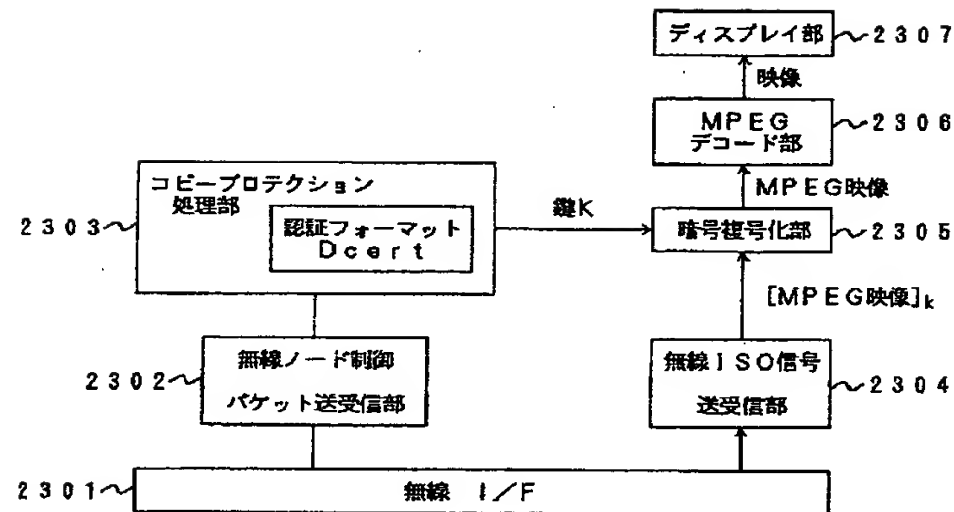 ディスプレイ部
2307
映像
MPEG
デコード部
2306
MPEG映像
コピープロテクション
処理部
認証フォーマット
Dcert
2303
鍵K
暗号複号化部
2305
[MPEG映像]k
無線ノード制御
パケット送受信部
2302
無線ISO信号
送受信部
2304
2301
無線 I/F